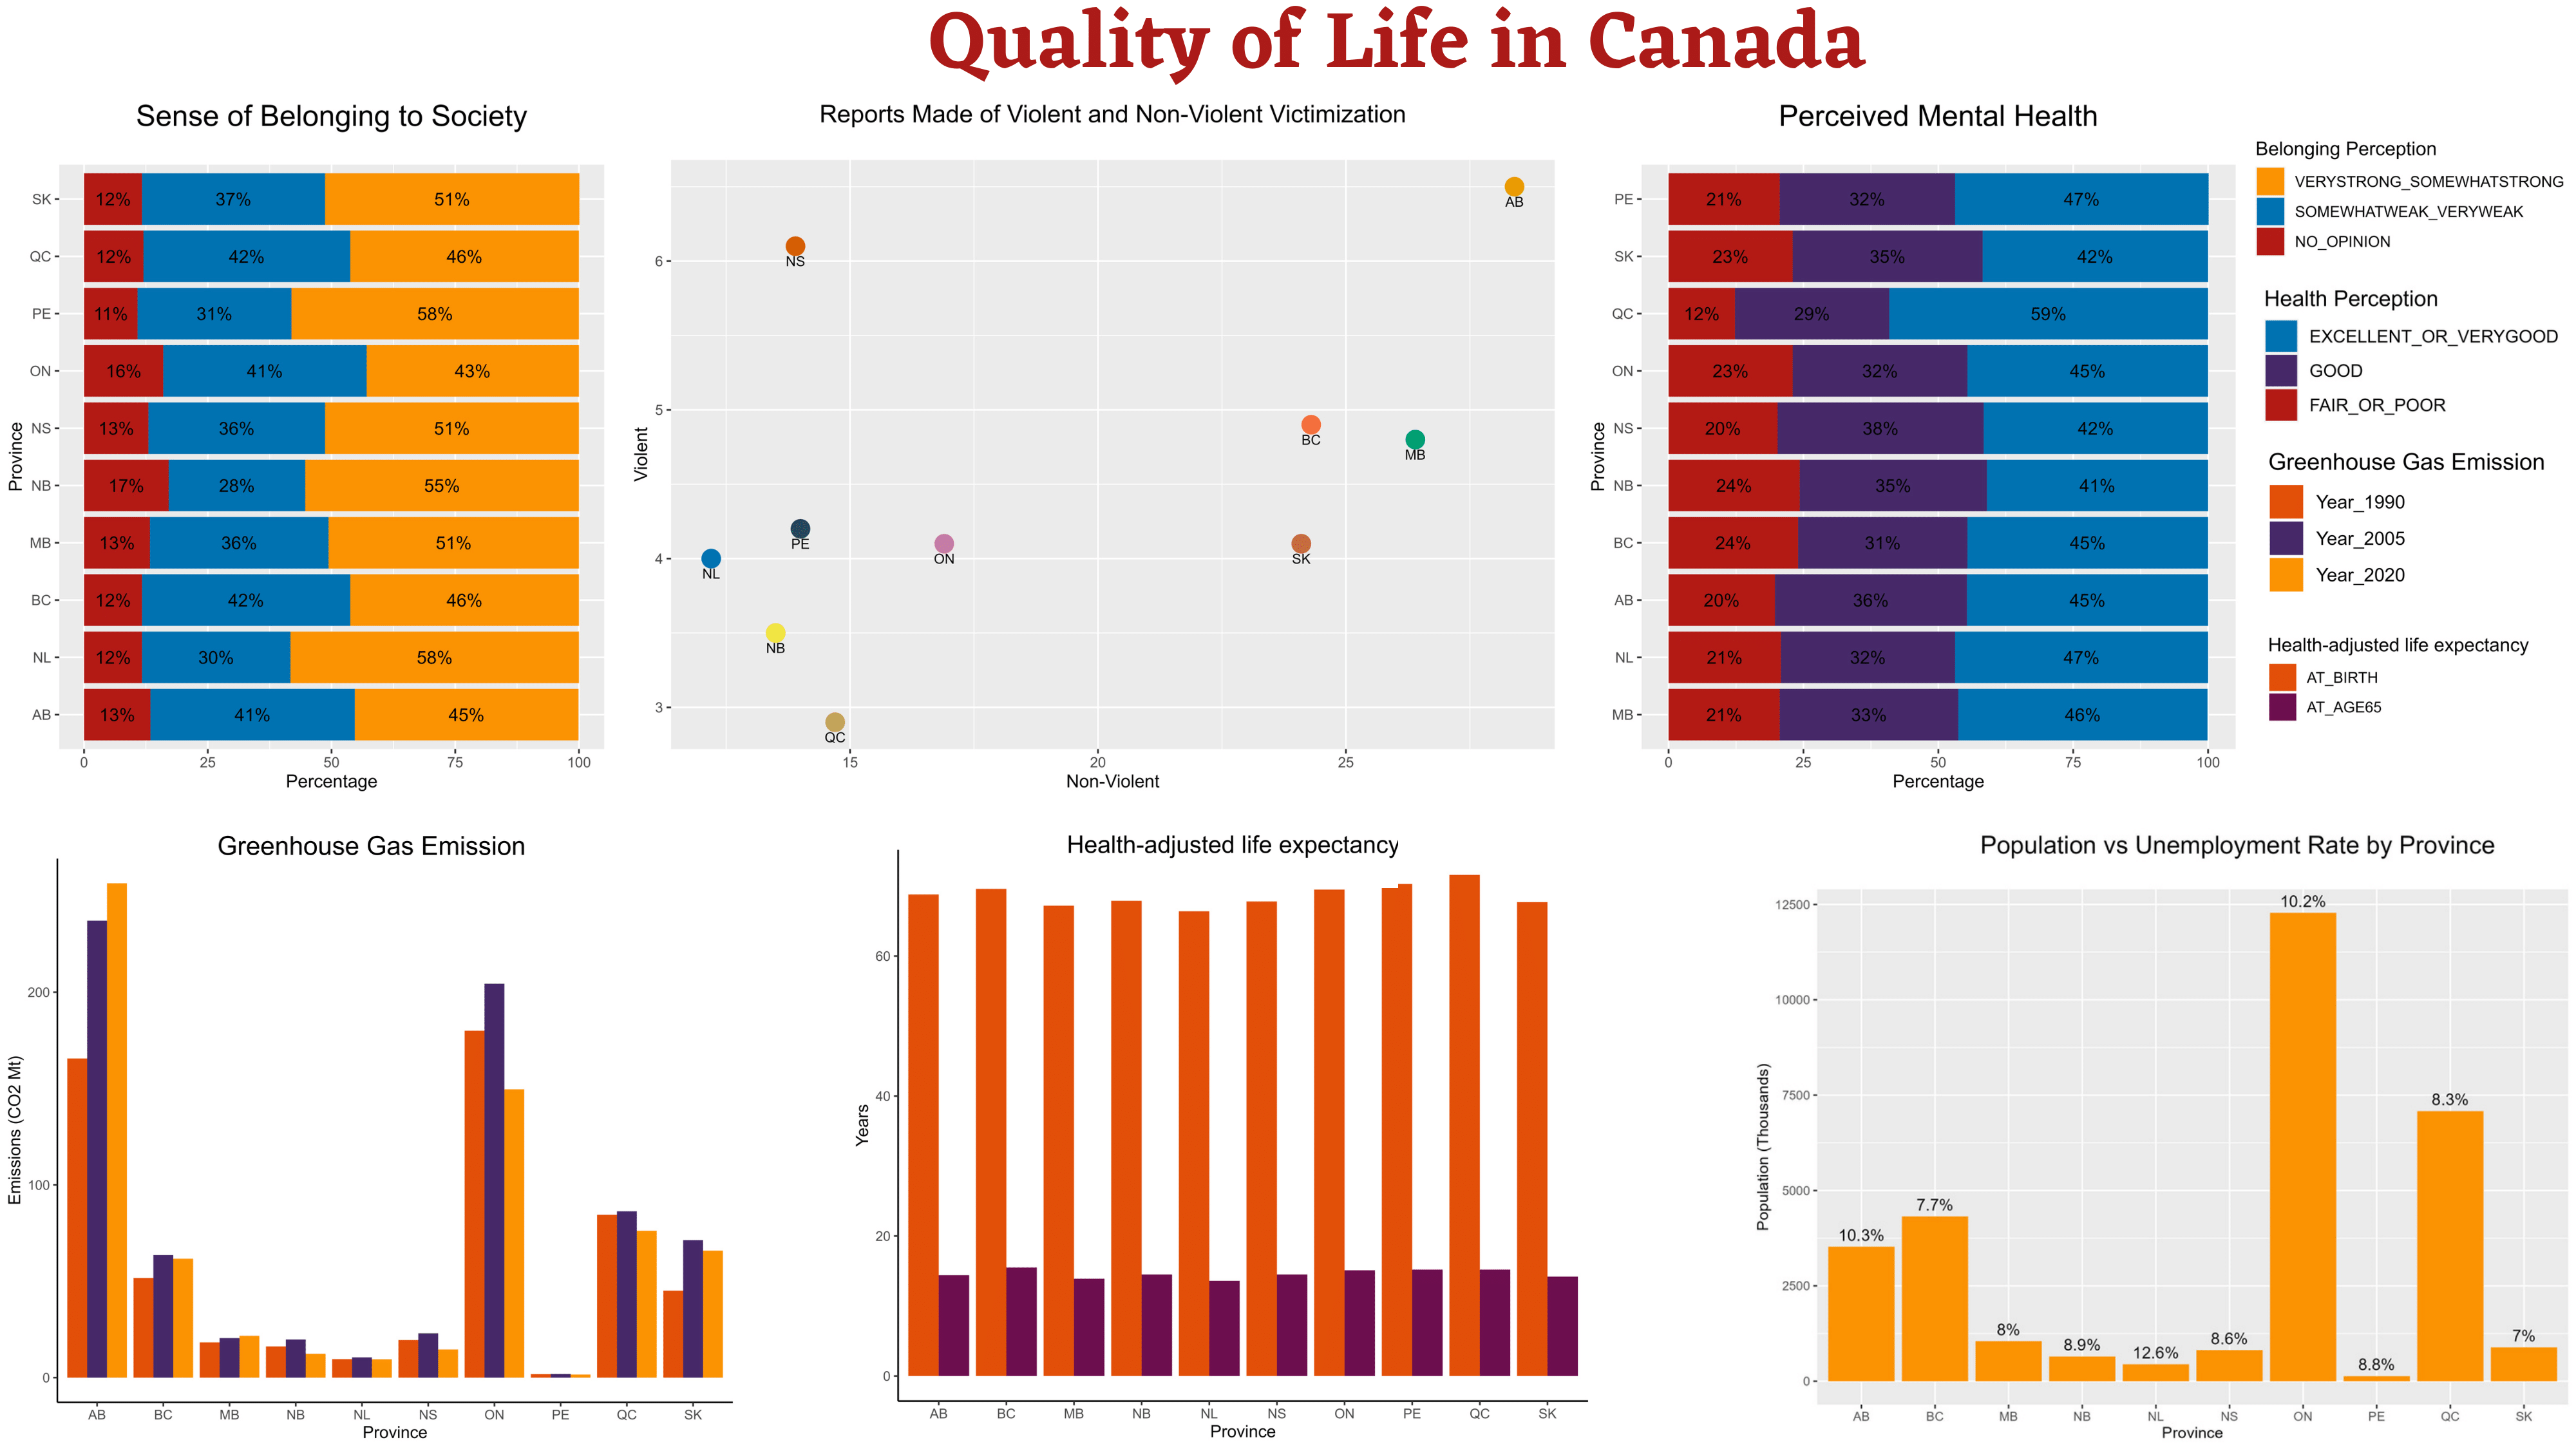 Quality of Life in Canada
Sense of Belonging to Society
Province
SK 12% 37% 51%
QC 12% 42% 46%
PE 11% 31% 58%
ON 16% 41% 43%
NS 13% 36% 51%
NB 17% 28% 55%
MB 13% 36% 51%
BC 12% 42% 46%
NL 12% 30% 58%
AB 13% 41% 45%
0 25 50 75 100
Percentage
Reports Made of Violent and Non-Violent Victimization
Violent
AB
6
NS
5
BC
MB
4
PE
NL
ON
SK
NB
3
QC
15 20 25
Non-Violent
Perceived Mental Health
Province
PE 21% 32% 47%
SK 23% 35% 42%
QC 12% 29% 59%
ON 23% 32% 45%
NS 20% 38% 42%
NB 24% 35% 41%
BC 24% 31% 45%
AB 20% 36% 45%
NL 21% 32% 47%
MB 21% 33% 46%
0 25 50 75 100
Percentage
Belonging Perception
VERYSTRONG_SOMEWHATSTRONG
SOMEWHATWEAK_VERYWEAK
NO_OPINION
Health Perception
EXCELLENT_OR_VERYGOOD
GOOD
FAIR_OR_POOR
Greenhouse Gas Emission
Year_1990
Year_2005
Year_2020
Health-adjusted life expectancy
AT_BIRTH
AT_AGE65
Greenhouse Gas Emission
Emissions (CO2 Mt)
200
100
0
AB BC MB NB NL NS ON PE QC SK
Province
Health-adjusted life expectancy
Years
60
40
20
0
AB BC MB NB NL NS ON PE QC SK
Province
Population vs Unemployment Rate by Province
Population (Thousands)
12500
10000
7500
5000
2500
0
10.3% 7.7% 8% 8.9% 12.6% 8.6% 10.2% 8.8% 8.3% 7%
AB BC MB NB NL NS ON PE QC SK
Province